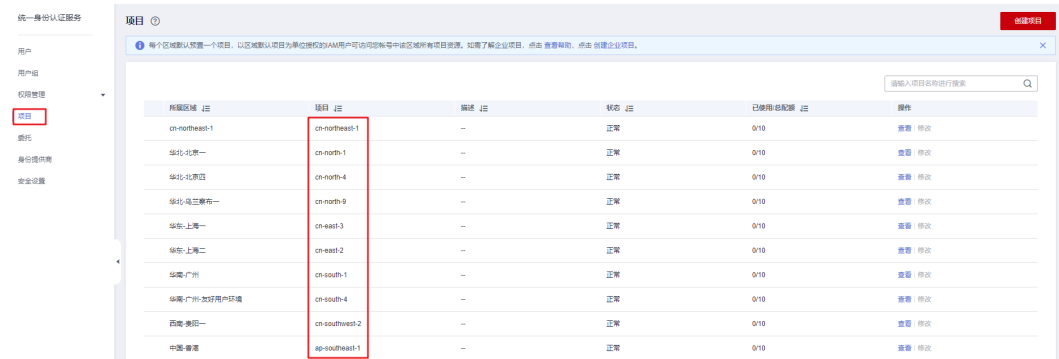 统一身份认证服务
用户
用户组
权限管理
项目
委托
身份提供商
安全设置
项目
创建项目
每个区域默认预置一个项目，以区域默认项目为单位授权的IAM用户可访问您帐号中该区域所有项目资源。如需了解企业项目，点击 查看帮助，点击 创建企业项目。
请输入项目名称进行搜索
所属区域 项目 描述 状态 已使用/总配额 操作
cn-northeast-1 cn-northeast-1 -- 正常 0/10 查看 修改
华北-北京一 cn-north-1 -- 正常 0/10 查看 修改
华北-北京四 cn-north-4 -- 正常 0/10 查看 修改
华北-乌兰察布一 cn-north-9 -- 正常 0/10 查看 修改
华东-上海一 cn-east-3 -- 正常 0/10 查看 修改
华东-上海二 cn-east-2 -- 正常 0/10 查看 修改
华南-广州 cn-south-1 -- 正常 0/10 查看 修改
华南-广州-友好用户环境 cn-south-4 -- 正常 0/10 查看 修改
西南-贵阳一 cn-southwest-2 -- 正常 0/10 查看 修改
中国-香港 ap-southeast-1 -- 正常 0/10 查看 修改